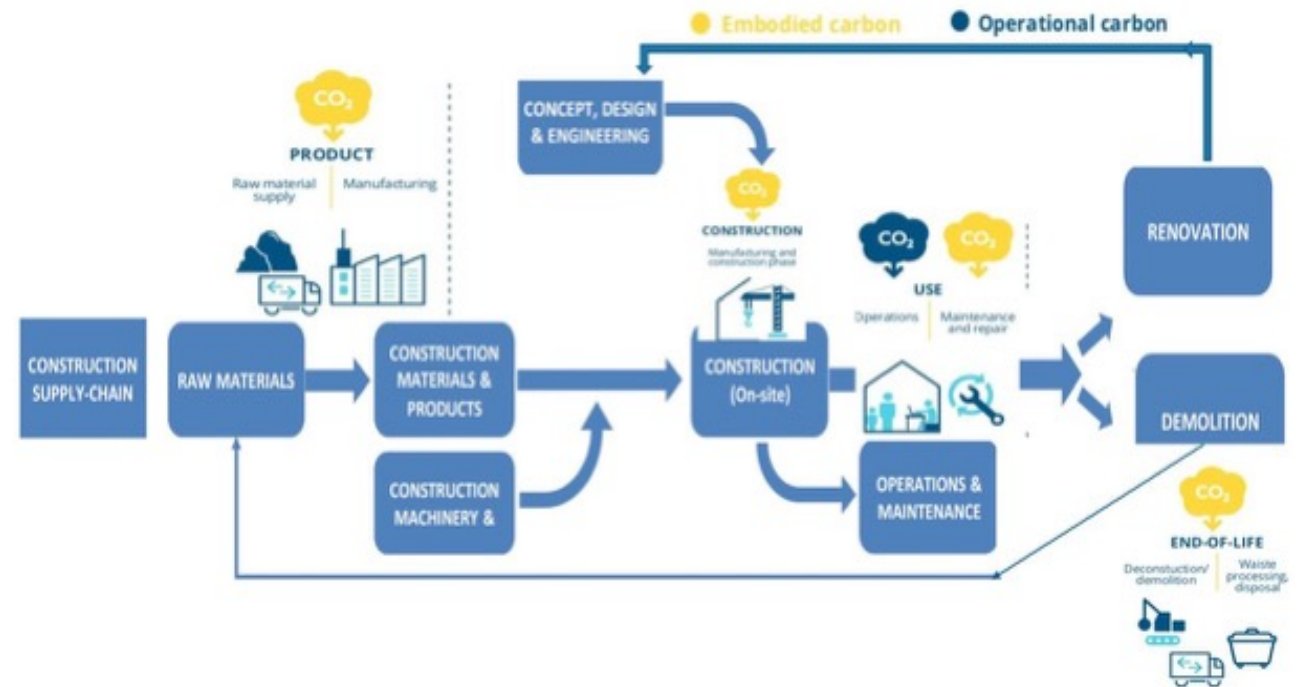 Embodied carbon
Operational carbon
CO₂
PRODUCT
Raw material
supply
Manufacturing
CONCEPT, DESIGN
& ENGINEERING
CO₂
CONSTRUCTION
Manufacturing and
construction phase
CO₂
CO₂
USE
Operations
Maintenance
and repair
RENOVATION
CONSTRUCTION
SUPPLY-CHAIN
RAW MATERIALS
CONSTRUCTION
MATERIALS &
PRODUCTS
CONSTRUCTION
(On-site)
DEMOLITION
CONSTRUCTION
MACHINERY &
OPERATIONS &
MAINTENANCE
CO₂
END-OF-LIFE
Deconstuction/
demolition
Waiste
processing,
disposal